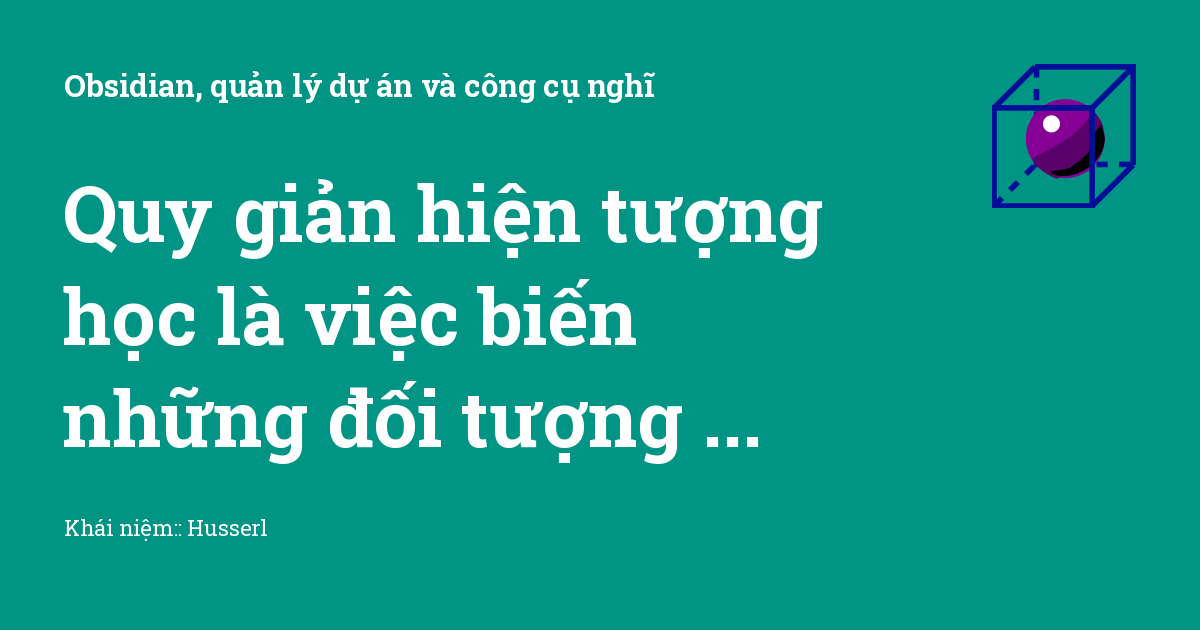 Obsidian, quản lý dự án và công cụ nghĩ
Quy giản hiện tượng
học là việc biến
những đối tượng ...
Khái niệm:: Husserl